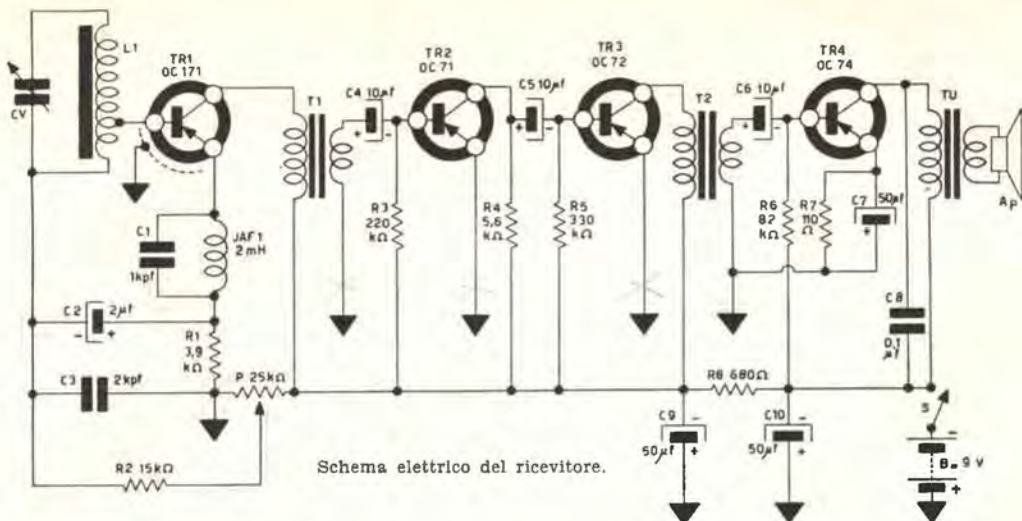 L1
CV
TR1
OC 171
T1
C4 10µf
+ -
TR2
OC 71
C5 10µf
+ -
TR3
OC 72
T2
C6 10µf
+ -
TR4
OC 74
TU
AP
C1
1kpf
JAF1
2mH
R3
220
kΩ
R4
5,6
kΩ
R5
330
kΩ
R6
82
kΩ
R7
110
Ω
C7
50µf
+
C2
2µf
- +
R1
3,9
kΩ
C3
2kpf
P 25kΩ
R2 15kΩ
R8 680Ω
C8
0,1
µf
C9
-
50µf
+
C10
-
50µf
+
S
-
B= 9 V
+
Schema elettrico del ricevitore.